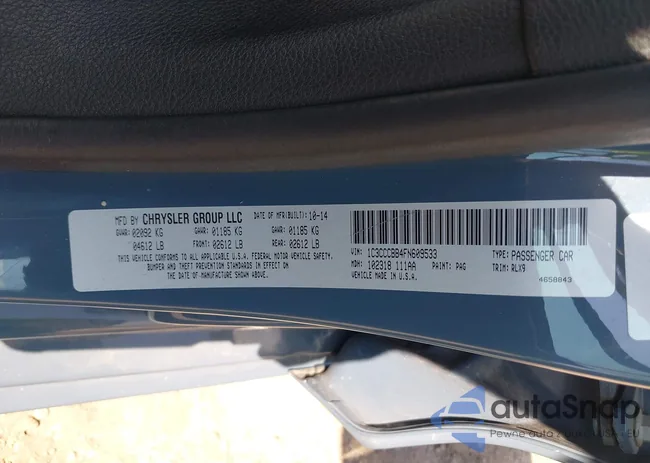 MFD BY CHRYSLER GROUP LLC DATE OF MFR(BUILT): 10-14
GVWR: 02092 KG GAWR: 01185 KG GAWR: 01185 KG
04612 LB FRONT: 02612 LB REAR: 02612 LB
THIS VEHICLE CONFORMS TO ALL APPLICABLE U.S.A. FEDERAL MOTOR VEHICLE SAFETY,
BUMPER AND THEFT PREVENTION STANDARDS IN EFFECT ON THE
DATE OF MANUFACTURE SHOWN ABOVE.
VIN: 1C3CCCBB4FN609533 TYPE: PASSENGER CAR
MDH: 102318 111AA PAINT: PAG TRIM: RLX9
VEHICLE MADE IN U.S.A. 4658843
autoSnap
Pewne auta